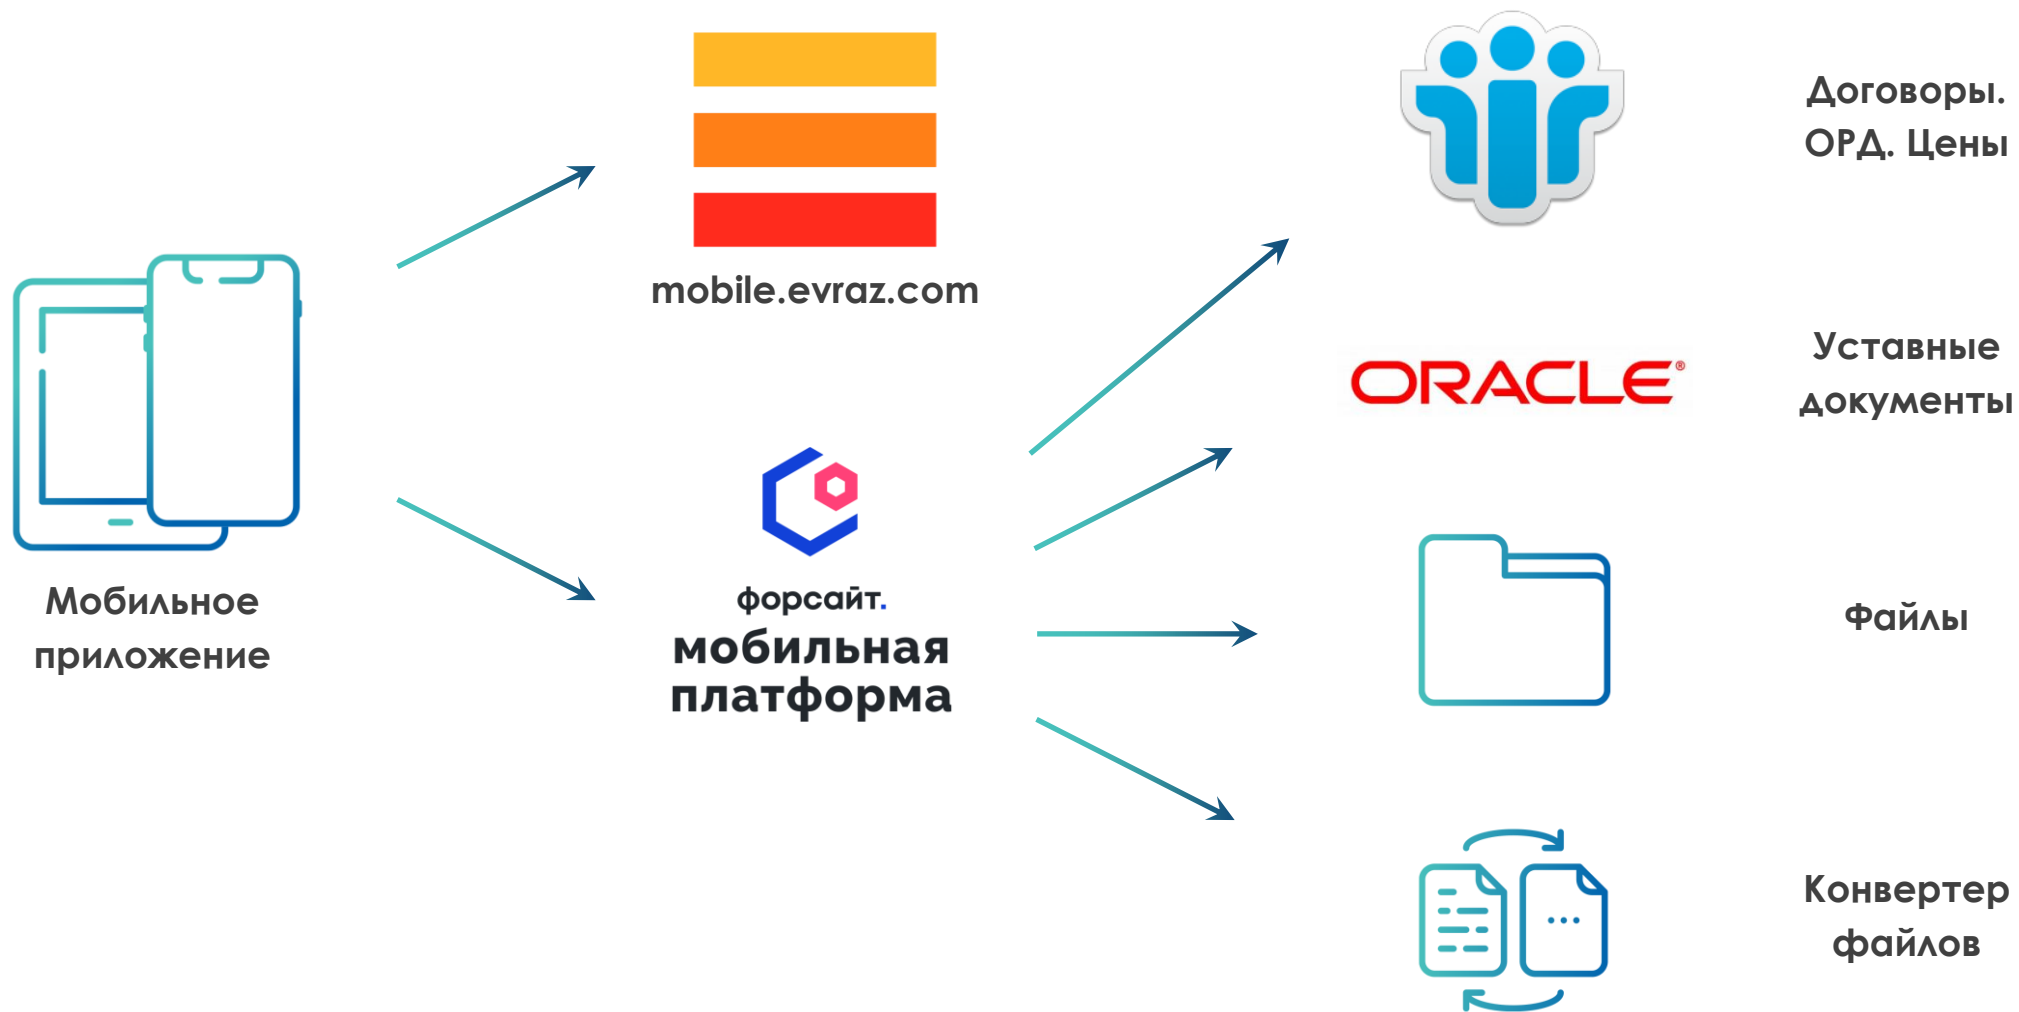 mobile.evraz.com
Мобильное
приложение
форсайт.
мобильная
платформа
Договоры.
ОРД. Цены
ORACLE®
Уставные
документы
Файлы
Конвертер
файлов